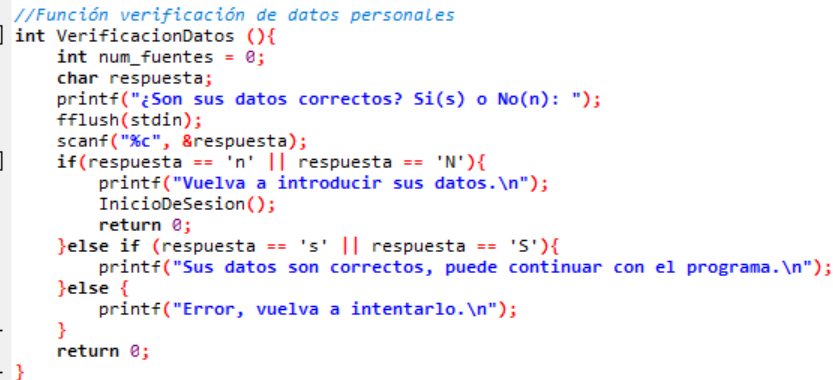 //Función verificación de datos personales
int VerificacionDatos (){
    int num_fuentes = 0;
    char respuesta;
    printf("¿Son sus datos correctos? Si(s) o No(n): ");
    fflush(stdin);
    scanf("%c", &respuesta);
    if(respuesta == 'n' || respuesta == 'N'){
        printf("Vuelva a introducir sus datos.\n");
        InicioDeSesion();
        return 0;
    }else if (respuesta == 's' || respuesta == 'S'){
        printf("Sus datos son correctos, puede continuar con el programa.\n");
    }else {
        printf("Error, vuelva a intentarlo.\n");
    }
    return 0;
}